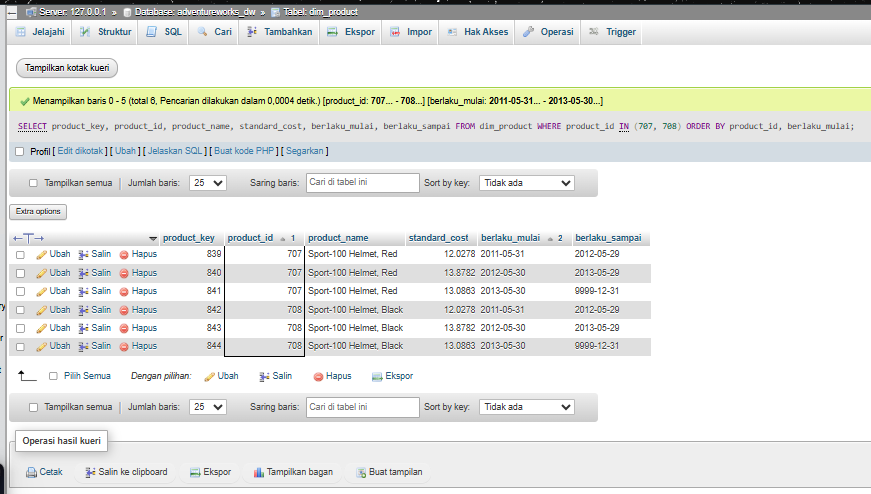 Server: 127.0.0.1 » Database: adventureworks_dw » Tabel: dim_product
Jelajahi Struktur SQL Cari Tambahkan Ekspor Impor Hak Akses Operasi Trigger
Tampilkan kotak kueri
Menampilkan baris 0 - 5 (total 6, Pencarian dilakukan dalam 0,0004 detik.) [product_id: 707... - 708...] [berlaku_mulai: 2011-05-31... - 2013-05-30...]
SELECT product_key, product_id, product_name, standard_cost, berlaku_mulai, berlaku_sampai FROM dim_product WHERE product_id IN (707, 708) ORDER BY product_id, berlaku_mulai;
Profil [ Edit dikotak ] [ Ubah ] [ Jelaskan SQL ] [ Buat kode PHP ] [ Segarkan ]
Tampilkan semua | Jumlah baris: 25 Saring baris: Cari di tabel ini Sort by key: Tidak ada
Extra options
product_key product_id 1 product_name standard_cost berlaku_mulai 2 berlaku_sampai
Ubah Salin Hapus 839 707 Sport-100 Helmet, Red 12.0278 2011-05-31 2012-05-29
Ubah Salin Hapus 840 707 Sport-100 Helmet, Red 13.8782 2012-05-30 2013-05-29
Ubah Salin Hapus 841 707 Sport-100 Helmet, Red 13.0863 2013-05-30 9999-12-31
Ubah Salin Hapus 842 708 Sport-100 Helmet, Black 12.0278 2011-05-31 2012-05-29
Ubah Salin Hapus 843 708 Sport-100 Helmet, Black 13.8782 2012-05-30 2013-05-29
Ubah Salin Hapus 844 708 Sport-100 Helmet, Black 13.0863 2013-05-30 9999-12-31
Pilih Semua Dengan pilihan: Ubah Salin Hapus Ekspor
Tampilkan semua | Jumlah baris: 25 Saring baris: Cari di tabel ini Sort by key: Tidak ada
Operasi hasil kueri
Cetak Salin ke clipboard Ekspor Tampilkan bagan Buat tampilan